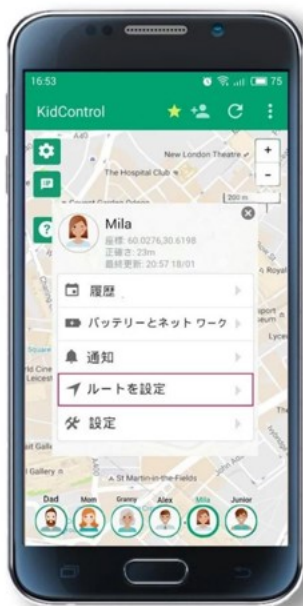 16:53
75
KidControl
A40
New London Theatre
The Hospital Club
+
-
200 m
?
Mila
座標: 60.0276,30.6198
正確さ: 23m
最終更新: 20:57 18/01
履歴
バッテリーとネットワーク
通知
ルートを設定
設定
St Martin-in-the-Fields
Dad
Mom
Granny
Alex
Mila
Junior